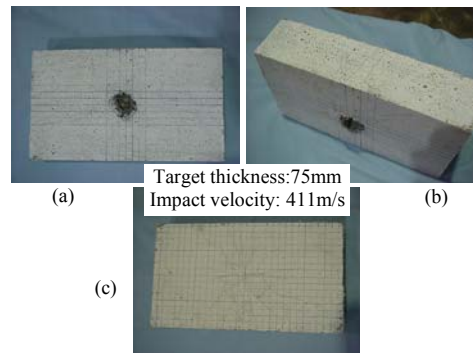 (a)
Target thickness:75mm
Impact velocity: 411m/s
(b)
(c)